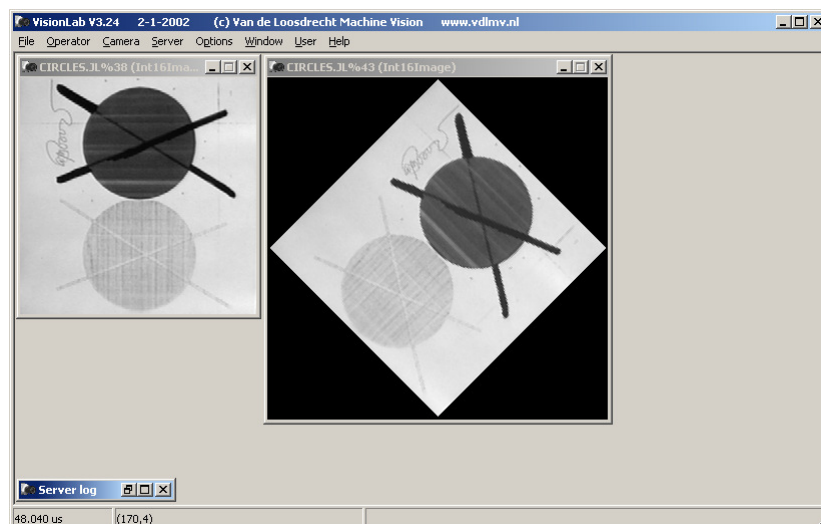 VisionLab V3.24 2-1-2002 (c) Van de Loosdrecht Machine Vision www.vdlmv.nl
File Operator Camera Server Options Window User Help
CIRCLES.JL%38 (Int16Ima...
CIRCLES.JL%43 (Int16Image)
Server log
48.040 us (170,4)